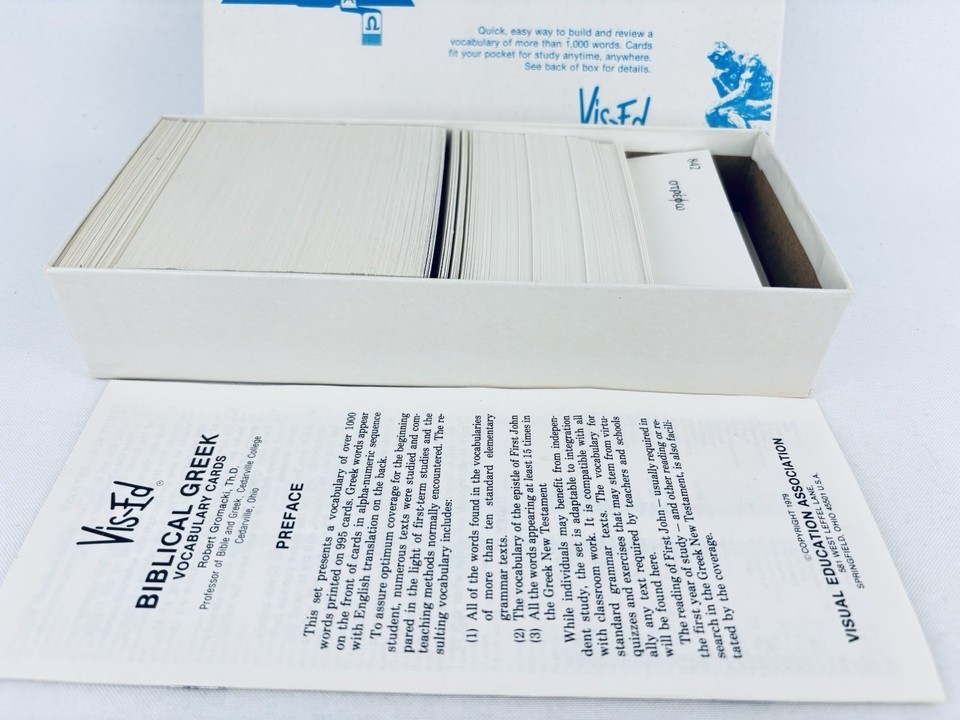 Ω
Quick, easy way to build and review a
vocabulary of more than 1,000 words. Cards
fit your pocket for study anytime, anywhere.
See back of box for details.
Vis-Ed
842
στρέφω
Vis-Ed ®
BIBLICAL GREEK
VOCABULARY CARDS
Robert Gromacki, Th.D.
Professor of Bible and Greek, Cedarville College
Cedarville, Ohio
PREFACE
This set presents a vocabulary of over 1000
words printed on 995 cards. Greek words appear
on the front of cards in alpha-numeric sequence
with English translation on the back.
To assure optimum coverage for the beginning
student, numerous texts were studied and com-
pared in the light of first-term studies and the
teaching methods normally encountered. The re-
sulting vocabulary includes:
(1) All of the words found in the vocabularies
of more than ten standard elementary
grammar texts.
(2) The vocabulary of the epistle of First John
(3) All the words appearing at least 15 times in
the Greek New Testament
While individuals may benefit from indepen-
dent study, the set is adaptable to integration
with classroom work. It is compatible with all
standard grammar texts. The vocabulary for
quizzes and exercises that may stem from virtu-
ally any text required by teachers and schools
will be found here.
The reading of First John — usually required in
the first year of study — and other reading or re-
search in the Greek New Testament, is also facili-
tated by the coverage.
© COPYRIGHT 1979
VISUAL EDUCATION ASSOCIATION
581 WEST LEFFEL LANE,
SPRINGFIELD, OHIO 45501 U.S.A.